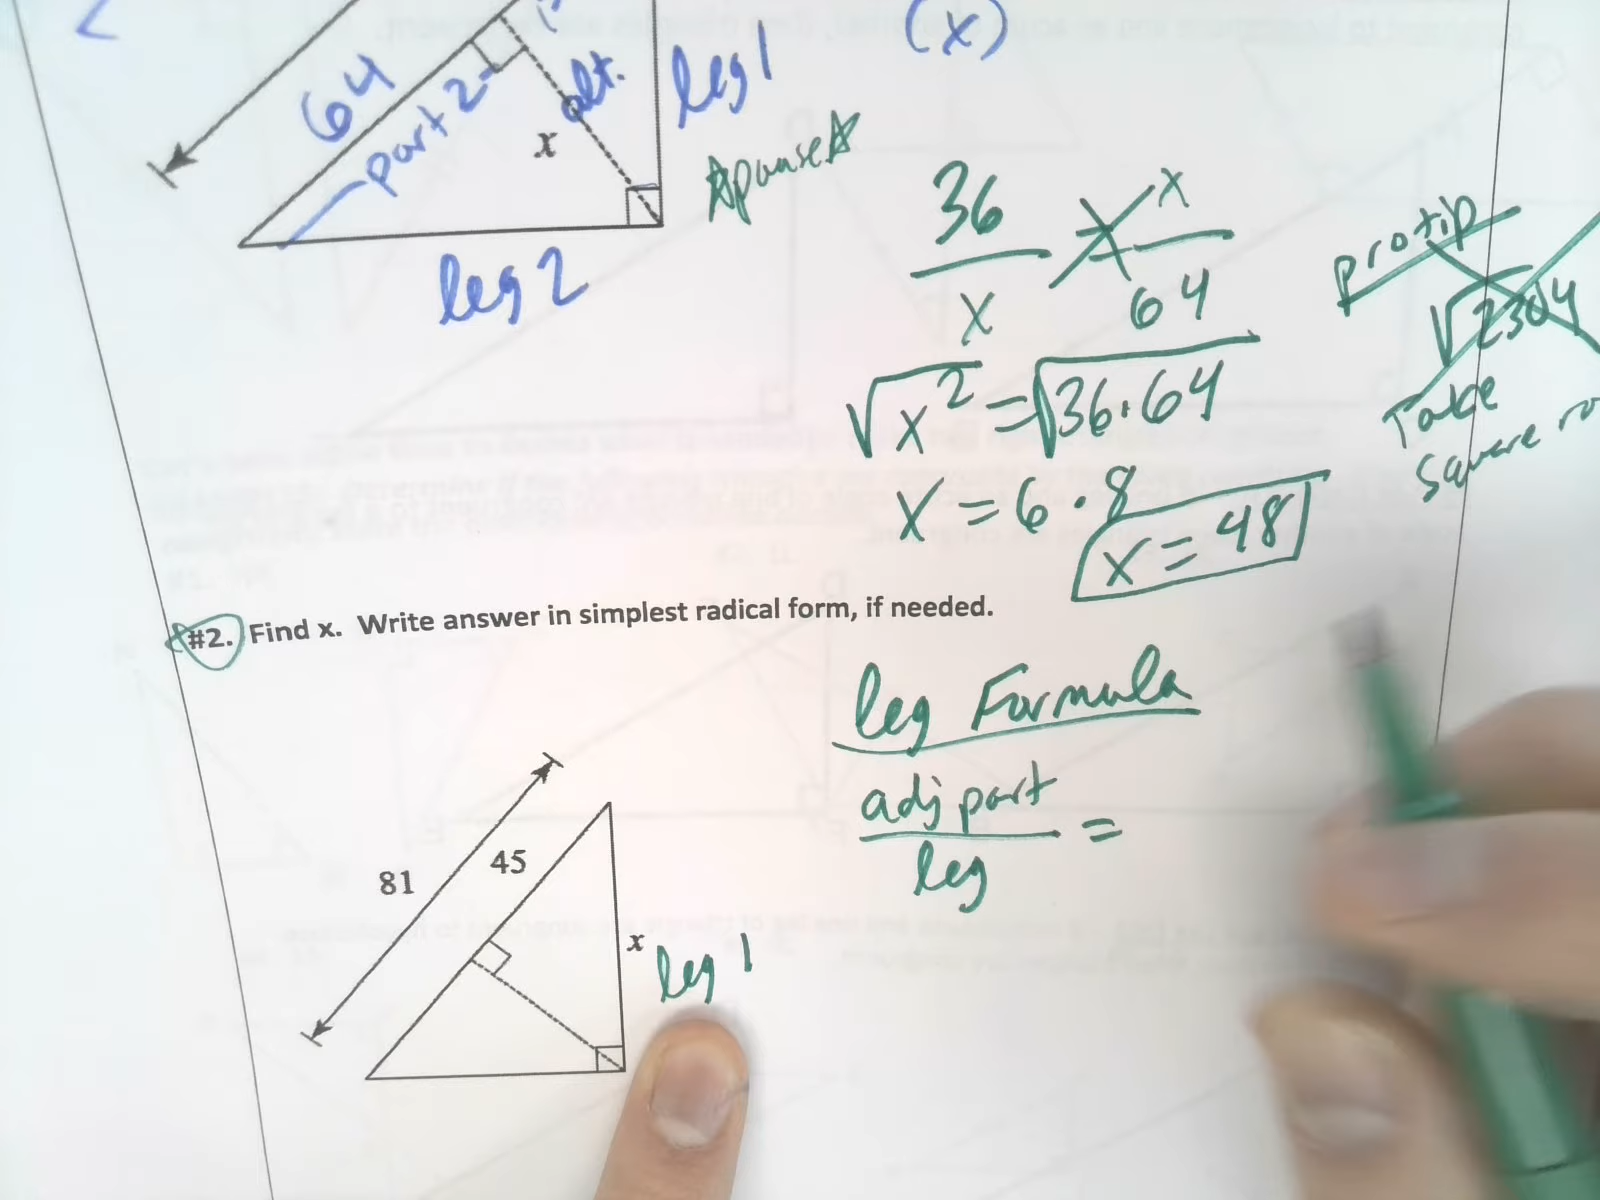 64
part 2
alt.
leg 1
(x)
x
☆pause☆
leg 2
36
x
x
64
protip
√2304
Take
Square
√x² = √36·64
x = 6 · 8
x = 48
#2. Find x. Write answer in simplest radical form, if needed.
leg Formula
adj part
=
leg
81
45
x
leg 1